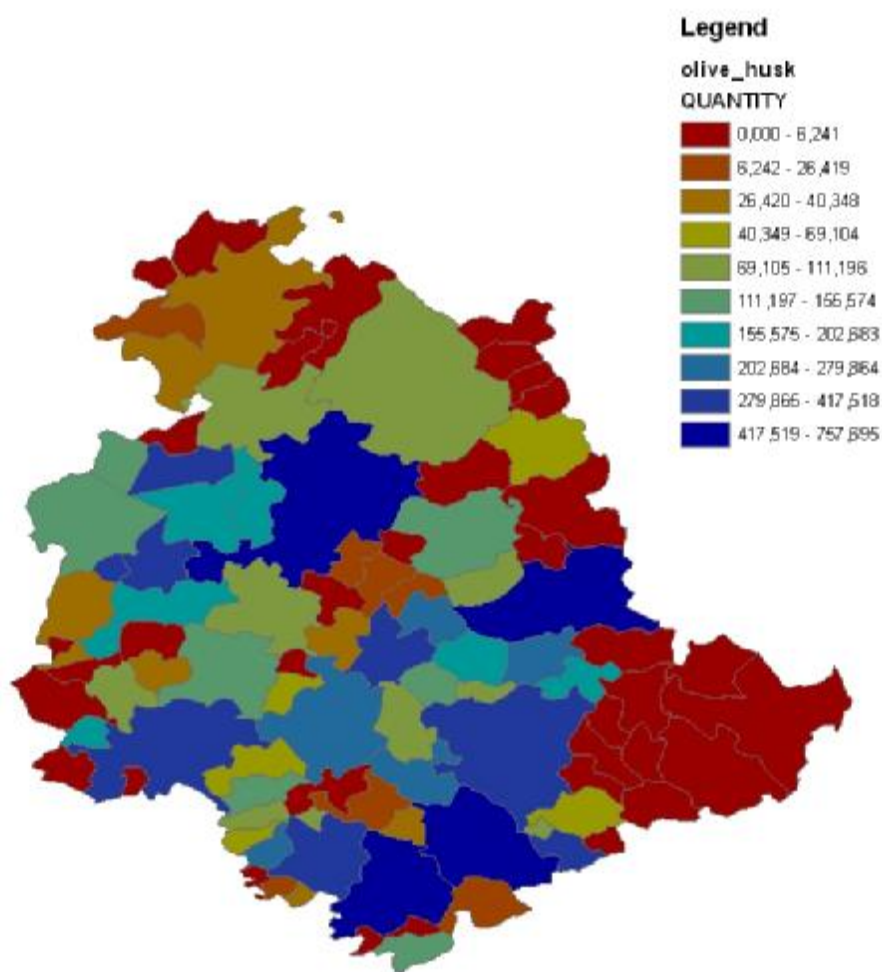 Legend
olive_husk
QUANTITY
0,000 - 6,241
6,242 - 26,419
26,420 - 40,348
40,349 - 69,104
69,105 - 111,196
111,197 - 155,574
155,575 - 202,683
202,684 - 279,864
279,865 - 417,518
417,519 - 757,695